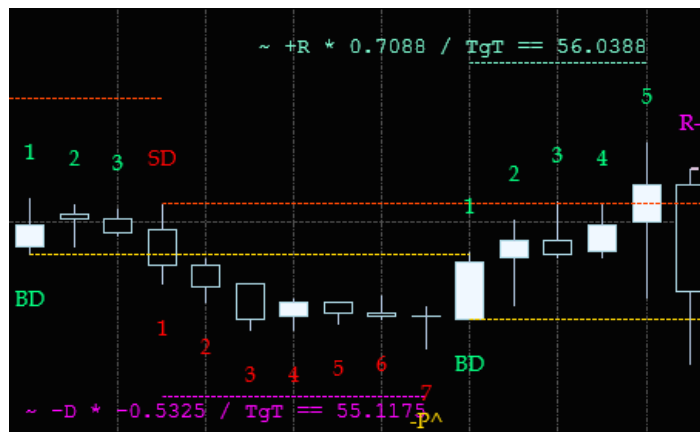 ~ +R * 0.7088 / TgT == 56.0388
5
R-
1
2
3
SD
3
4
2
1
BD
1
2
3
4
5
6
7
BD
~ -D * -0.5325 / TgT == 55.1175
-P^